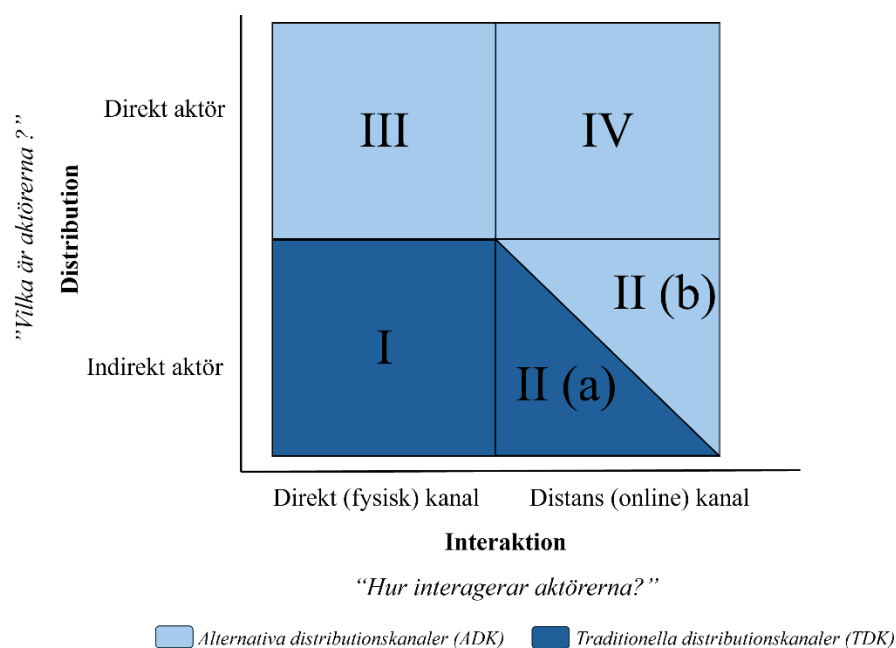 Direkt aktör
III
IV
”Vilka är aktörerna ?”
Distribution
II (b)
I
Indirekt aktör
II (a)
Direkt (fysisk) kanal
Distans (online) kanal
Interaktion
“Hur interagerar aktörerna?”
Alternativa distributionskanaler (ADK)
Traditionella distributionskanaler (TDK)